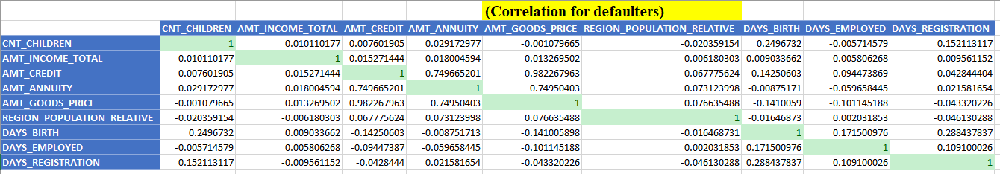 (Correlation for defaulters)
CNT_CHILDREN AMT_INCOME_TOTAL AMT_CREDIT AMT_ANNUITY AMT_GOODS_PRICE REGION_POPULATION_RELATIVE DAYS_BIRTH DAYS_EMPLOYED DAYS_REGISTRATION
CNT_CHILDREN 1 0.010110177 0.007601905 0.029172977 -0.001079665 -0.020359154 0.2496732 -0.005714579 0.152113117
AMT_INCOME_TOTAL 0.010110177 1 0.015271444 0.018004594 0.013269502 -0.006180303 0.009033662 0.005806268 -0.009561152
AMT_CREDIT 0.007601905 0.015271444 1 0.749665201 0.982267963 0.067775624 -0.14250603 -0.094473869 -0.042844404
AMT_ANNUITY 0.029172977 0.018004594 0.749665201 1 0.74950403 0.073123998 -0.00875171 -0.059658445 0.021581654
AMT_GOODS_PRICE -0.001079665 0.013269502 0.982267963 0.74950403 1 0.076635488 -0.1410059 -0.101145188 -0.043320226
REGION_POPULATION_RELATIVE -0.020359154 -0.006180303 0.067775624 0.073123998 0.076635488 1 -0.01646873 0.002031853 -0.046130288
DAYS_BIRTH 0.2496732 0.009033662 -0.14250603 -0.008751713 -0.141005898 -0.016468731 1 0.171500976 0.288437837
DAYS_EMPLOYED -0.005714579 0.005806268 -0.09447387 -0.059658445 -0.101145188 0.002031853 0.171500976 1 0.109100026
DAYS_REGISTRATION 0.152113117 -0.009561152 -0.0428444 0.021581654 -0.043320226 -0.046130288 0.288437837 0.109100026 1